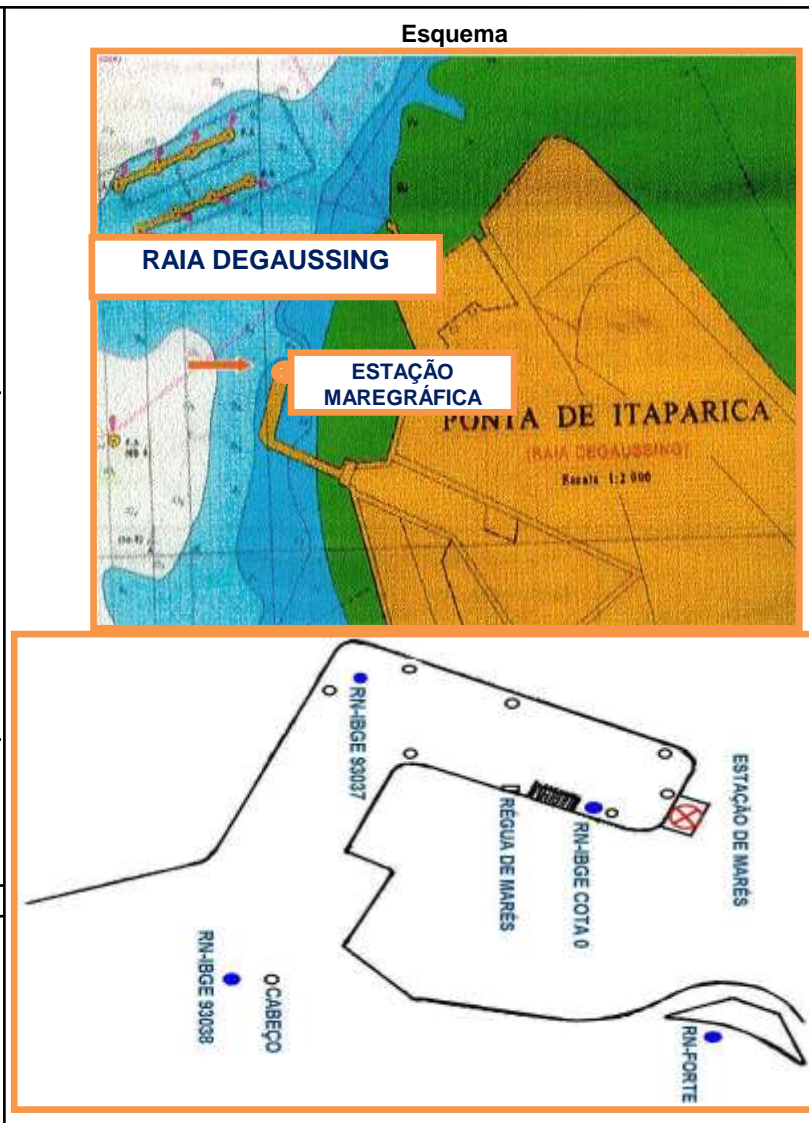 Esquema
RAIA DEGAUSSING
ESTAÇÃO
MAREGRÁFICA
PONTA DE ITAPARICA
(RAIA DEGAUSSING)
Escala 1:2 000
ESTAÇÃO DE MARÉS
RN-IBGE 93037
RÉGUA DE MARÉS
RN-IBGE COTA 0
RN-FORTE
CABEÇO
RN-IBGE 93038